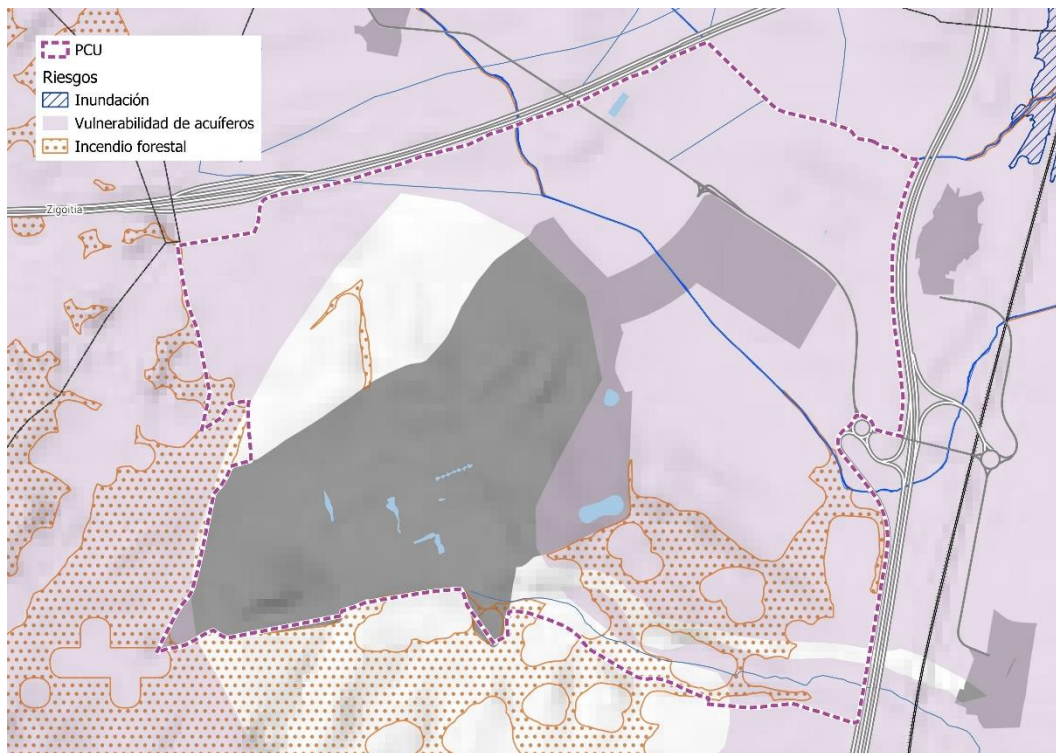 PCU
Riesgos
Inundación
Vulnerabilidad de acuíferos
Incendio forestal
Zigoitia